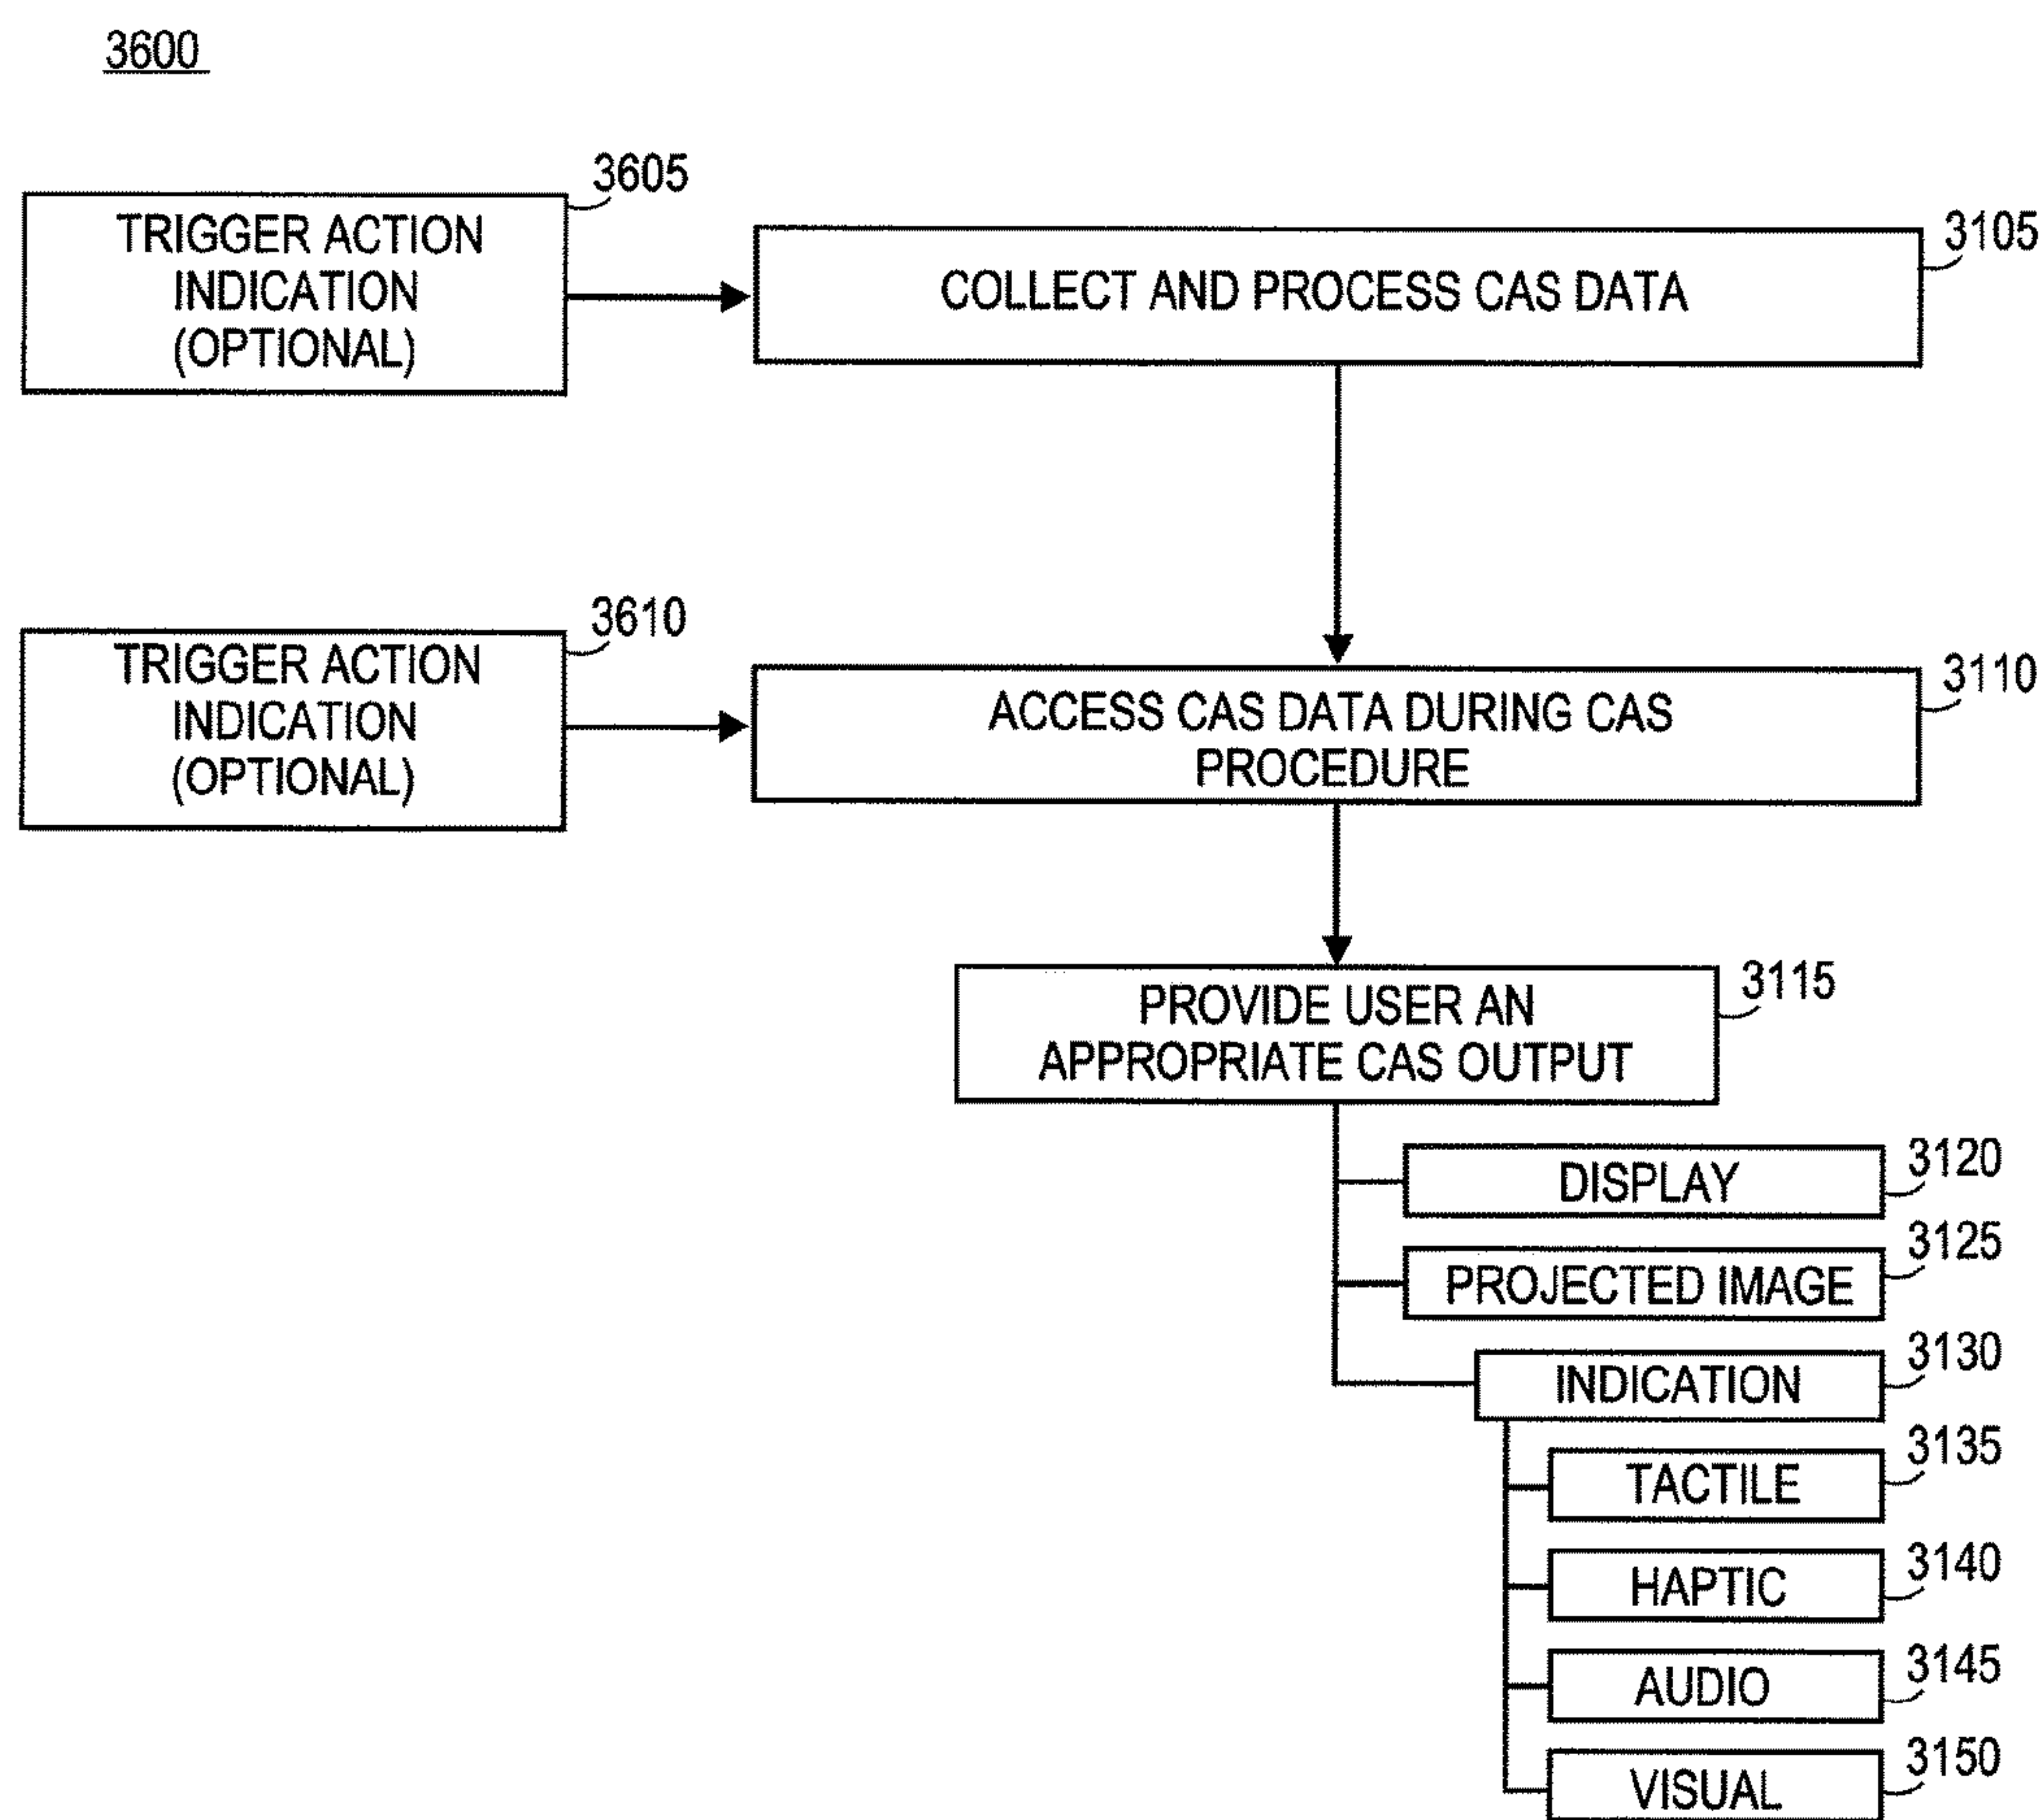 3600
3605
TRIGGER ACTION
INDICATION
(OPTIONAL)
3105
COLLECT AND PROCESS CAS DATA
3610
TRIGGER ACTION
INDICATION
(OPTIONAL)
3110
ACCESS CAS DATA DURING CAS
PROCEDURE
3115
PROVIDE USER AN
APPROPRIATE CAS OUTPUT
3120
DISPLAY
3125
PROJECTED IMAGE
3130
INDICATION
3135
TACTILE
3140
HAPTIC
3145
AUDIO
3150
VISUAL